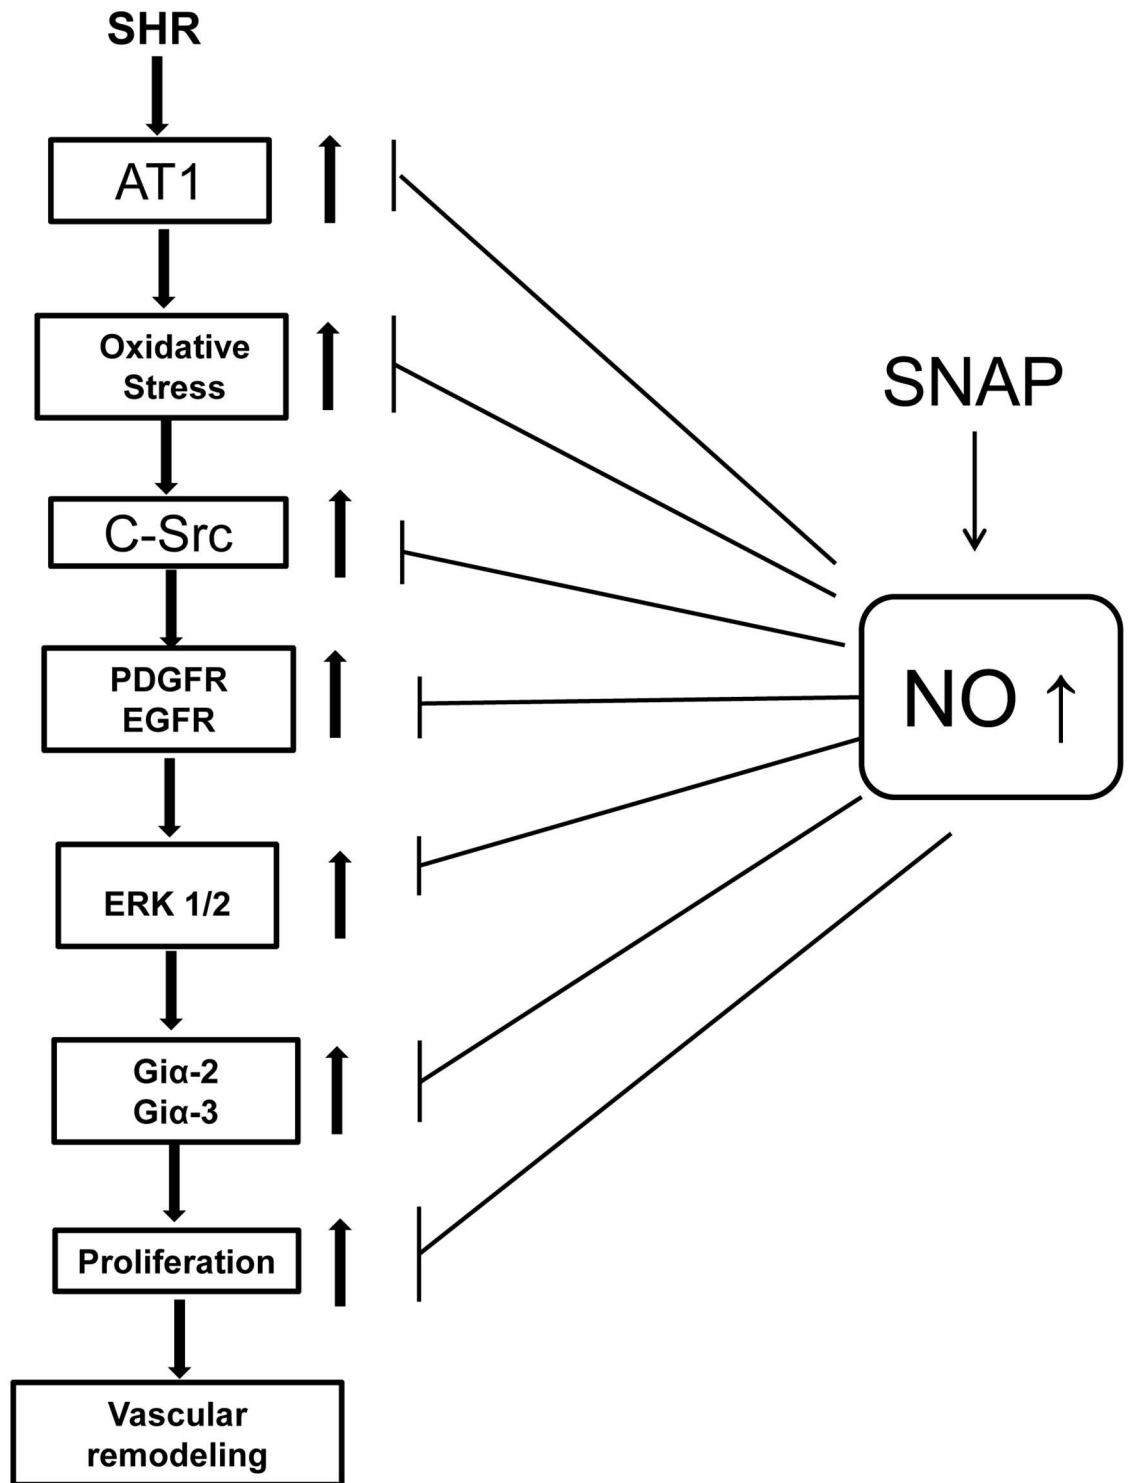 SHR
AT1
Oxidative
Stress
C-Src
PDGFR
EGFR
ERK 1/2
Giα-2
Giα-3
Proliferation
Vascular
remodeling
SNAP
NO ↑